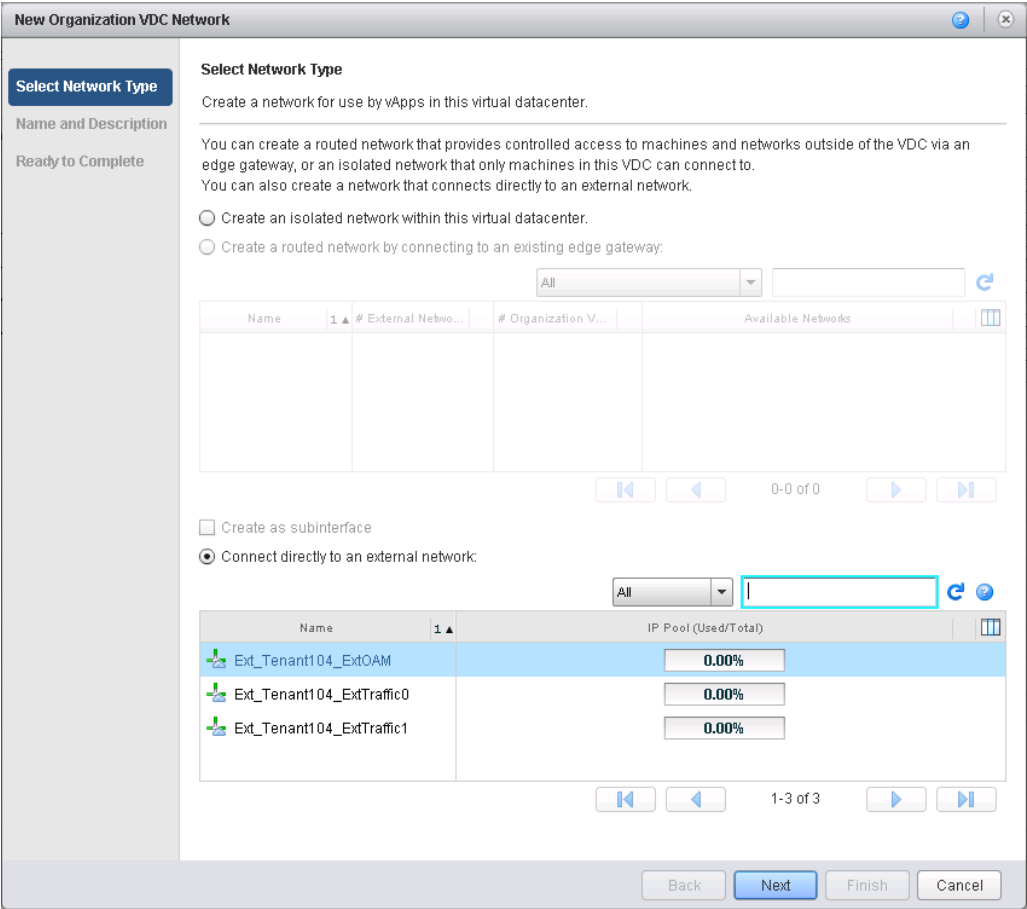 New Organization VDC Network
Select Network Type
Name and Description
Ready to Complete
Select Network Type
Create a network for use by vApps in this virtual datacenter.
You can create a routed network that provides controlled access to machines and networks outside of the VDC via an
edge gateway, or an isolated network that only machines in this VDC can connect to.
You can also create a network that connects directly to an external network.
Create an isolated network within this virtual datacenter.
Create a routed network by connecting to an existing edge gateway:
All
Name 1 ▲ # External Netwo... # Organization V... Available Networks
0-0 of 0
Create as subinterface
Connect directly to an external network:
All
Name 1 ▲ IP Pool (Used/Total)
Ext_Tenant104_ExtOAM 0.00%
Ext_Tenant104_ExtTraffic0 0.00%
Ext_Tenant104_ExtTraffic1 0.00%
1-3 of 3
Back Next Finish Cancel